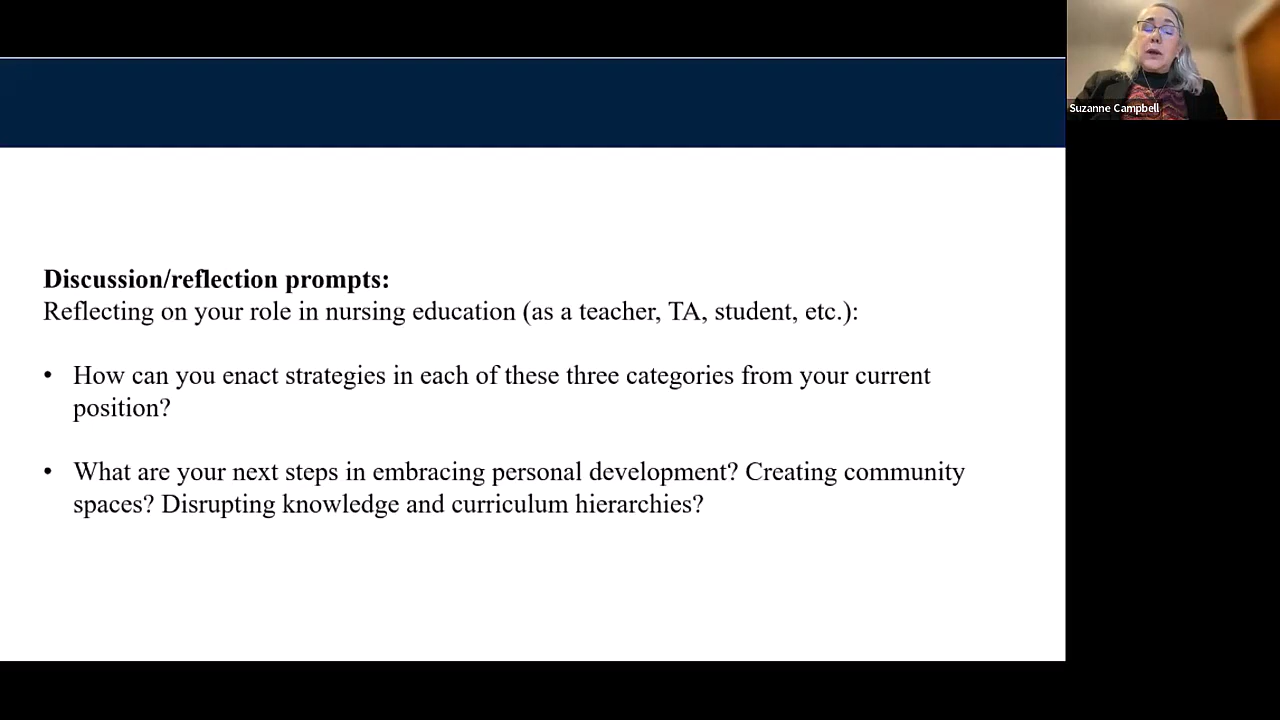 Suzanne Campbell
Discussion/reflection prompts:
Reflecting on your role in nursing education (as a teacher, TA, student, etc.):
• How can you enact strategies in each of these three categories from your current
position?
• What are your next steps in embracing personal development? Creating community
spaces? Disrupting knowledge and curriculum hierarchies?